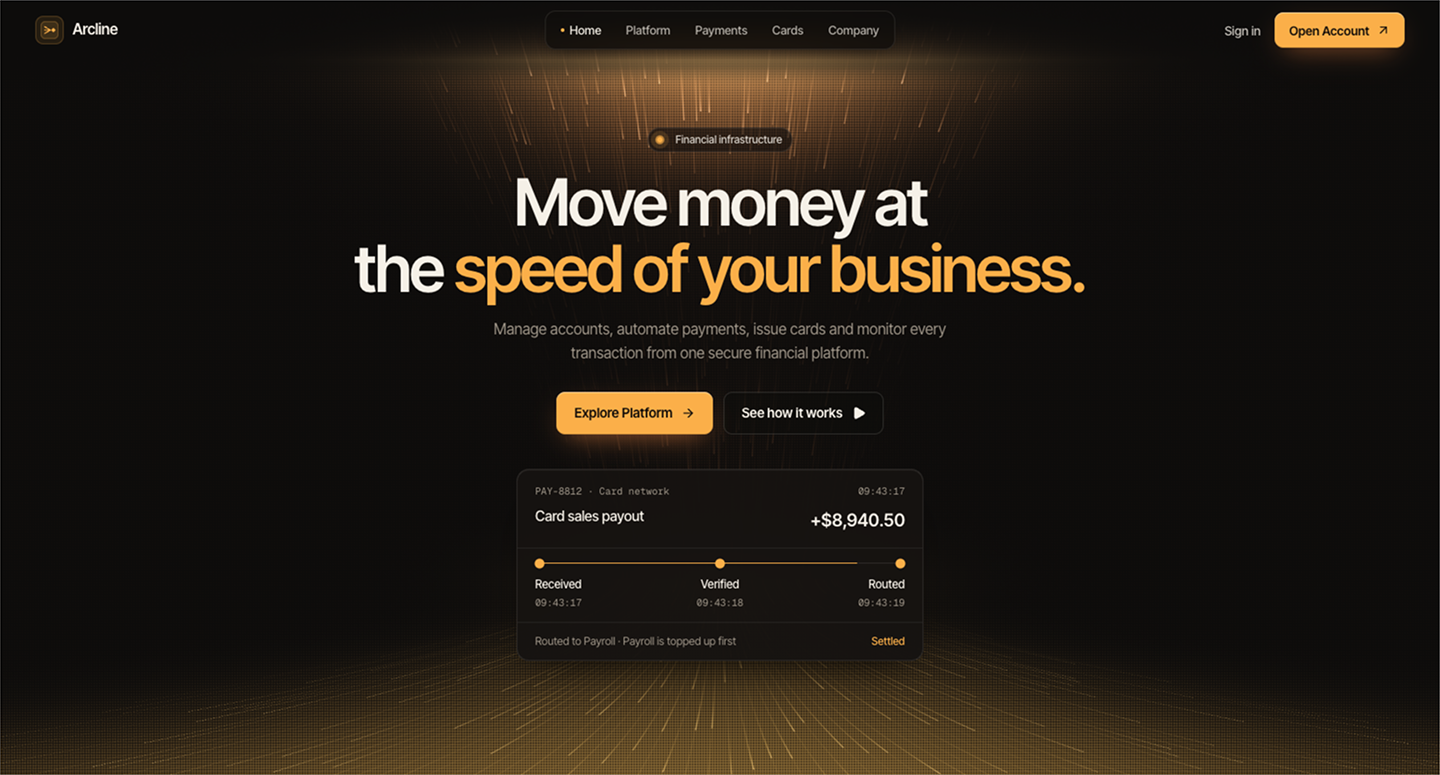 Arcline
Home Platform Payments Cards Company
Sign in
Open Account
Financial infrastructure
Move money at
the speed of your business.
Manage accounts, automate payments, issue cards and monitor every
transaction from one secure financial platform.
Explore Platform
See how it works
PAY-8812 · Card network 09:43:17
Card sales payout +$8,940.50
Received Verified Routed
09:43:17 09:43:18 09:43:19
Routed to Payroll · Payroll is topped up first Settled